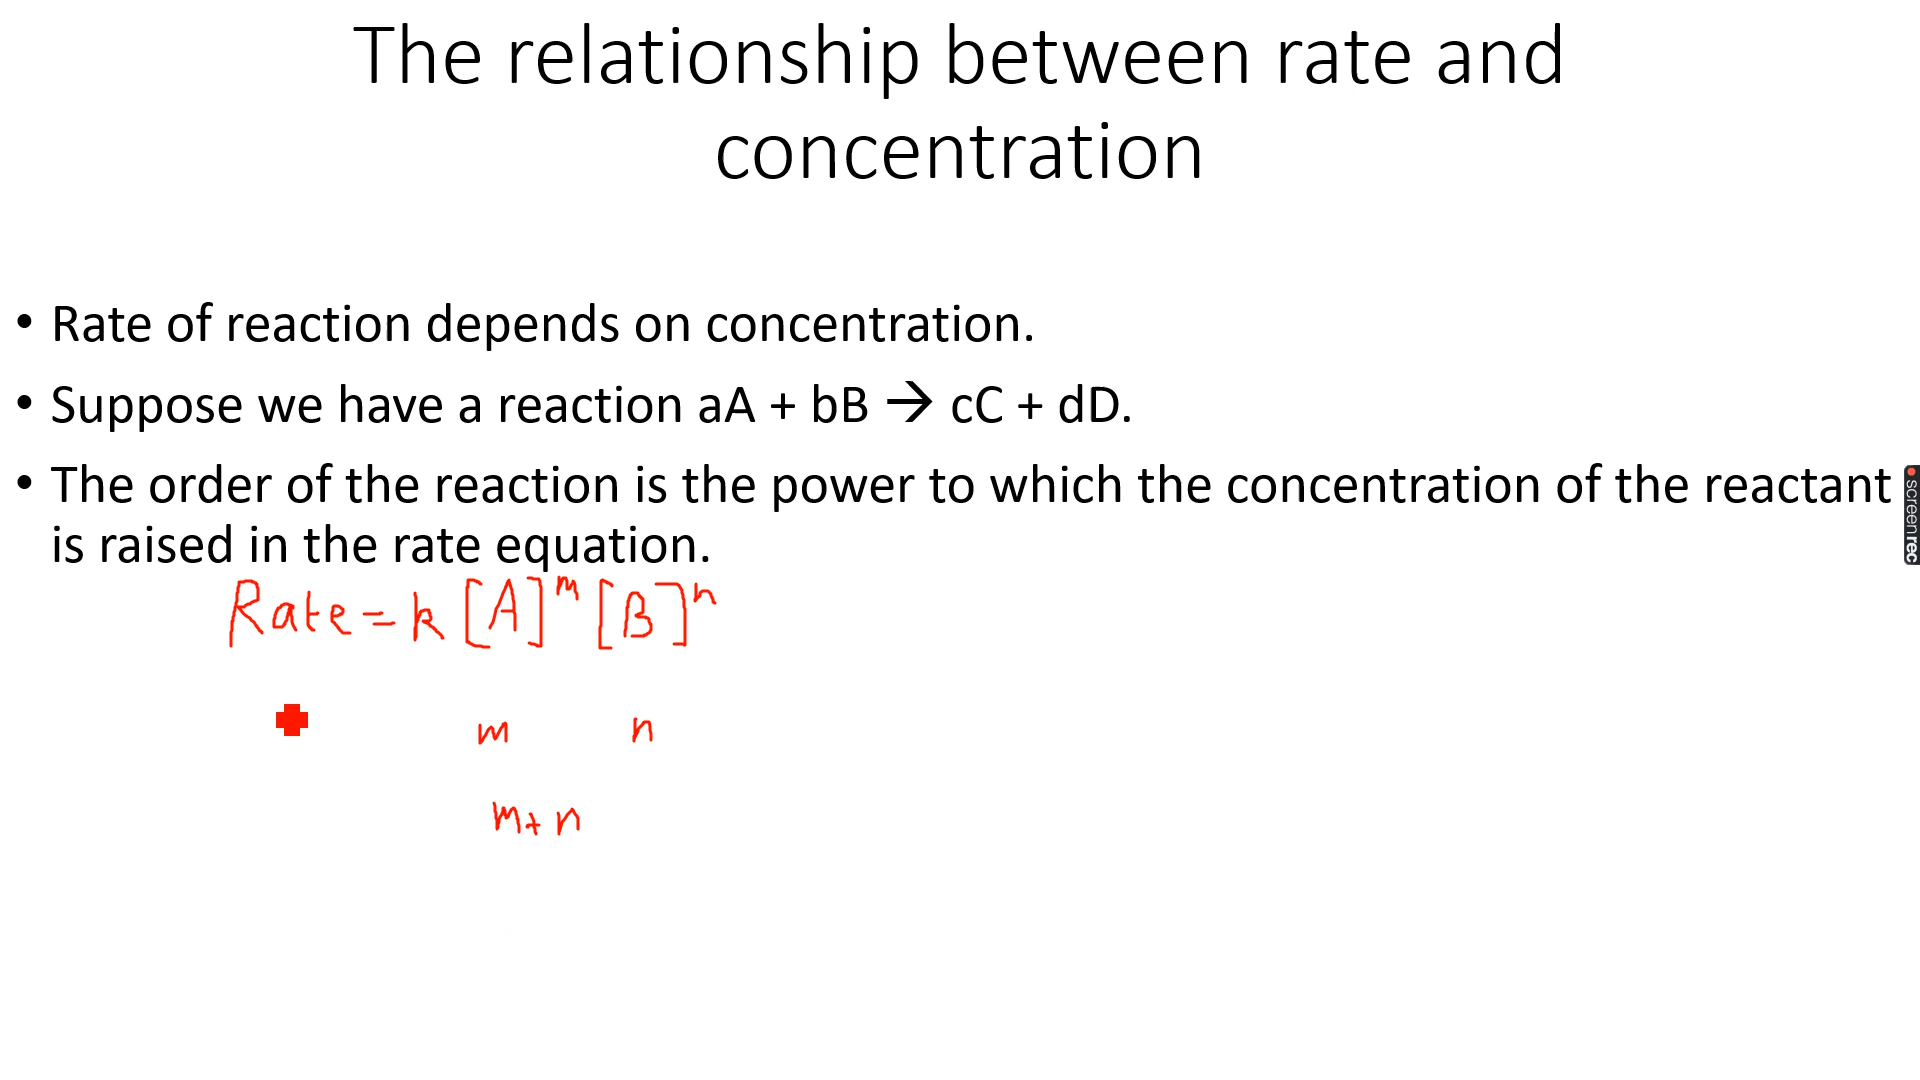 The relationship between rate and
concentration
• Rate of reaction depends on concentration.
• Suppose we have a reaction aA + bB → cC + dD.
• The order of the reaction is the power to which the concentration of the reactant
is raised in the rate equation.
Rate = k [A]^m [B]^n
m n
m + n
screenrec